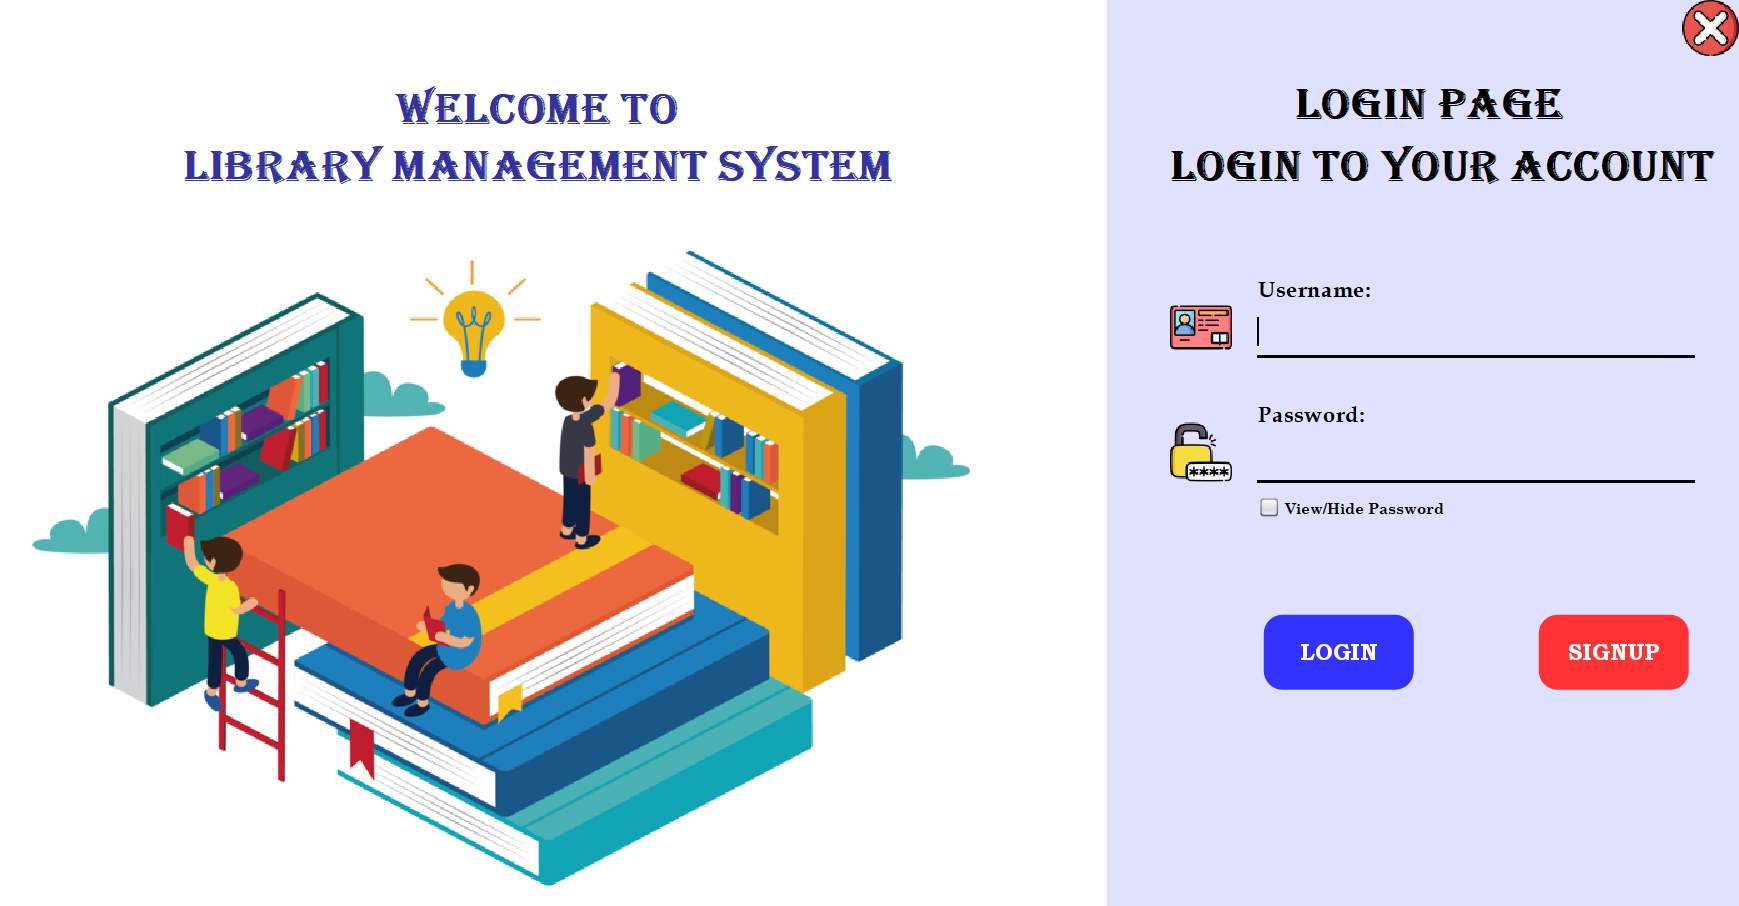 WELCOME TO
LIBRARY MANAGEMENT SYSTEM
LOGIN PAGE
LOGIN TO YOUR ACCOUNT
Username:
Password:
****
View/Hide Password
LOGIN
SIGNUP